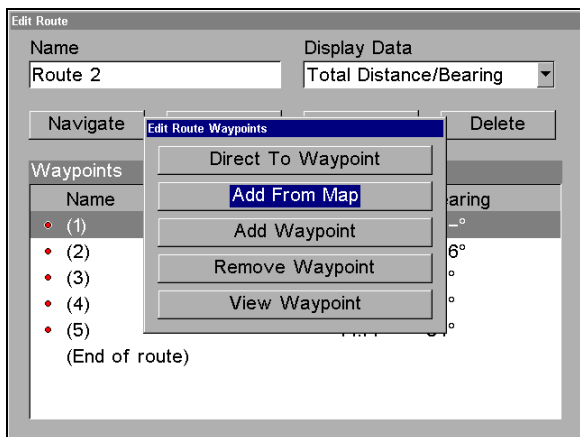 Edit Route
Name
Display Data
Route 2
Total Distance/Bearing
Navigate
Delete
Edit Route Waypoints
Direct To Waypoint
Add From Map
Add Waypoint
Remove Waypoint
View Waypoint
Waypoints
Name
earing
(1)
–°
(2)
6°
(3)
°
(4)
°
(5)
(End of route)